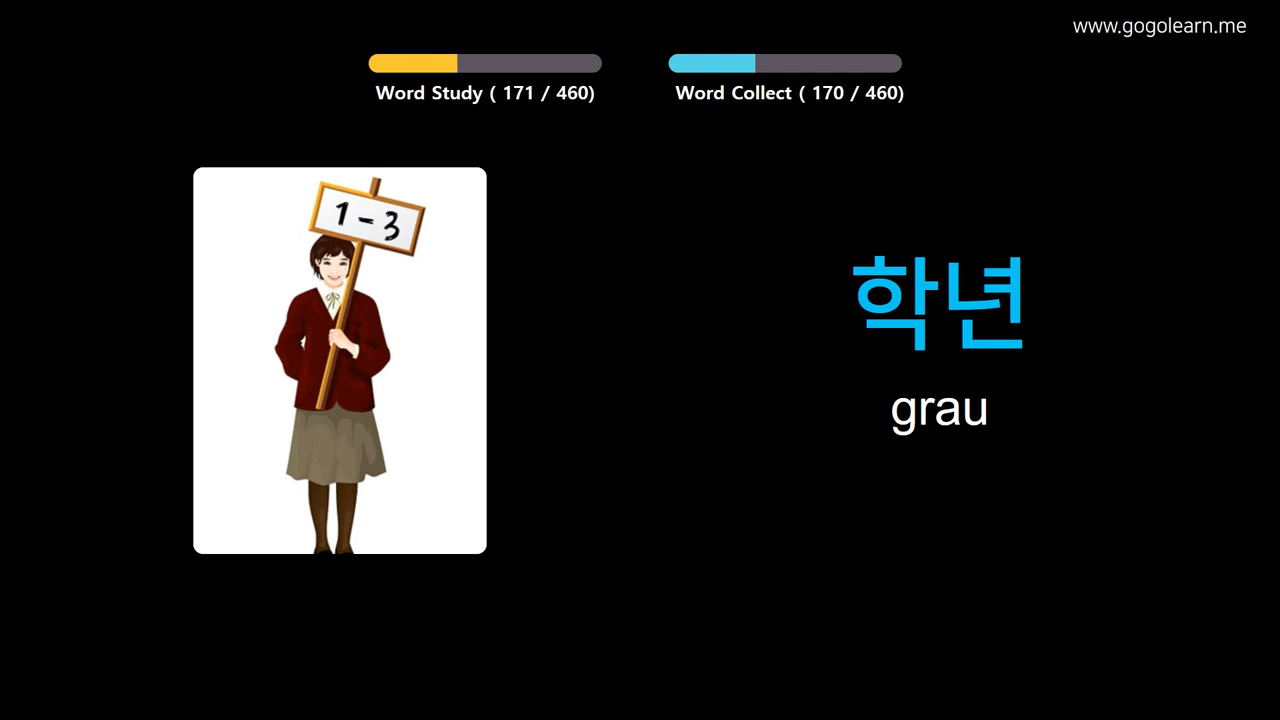 www.gogolearn.me
Word Study ( 171 / 460)
Word Collect ( 170 / 460)
1 - 3
학년
grau